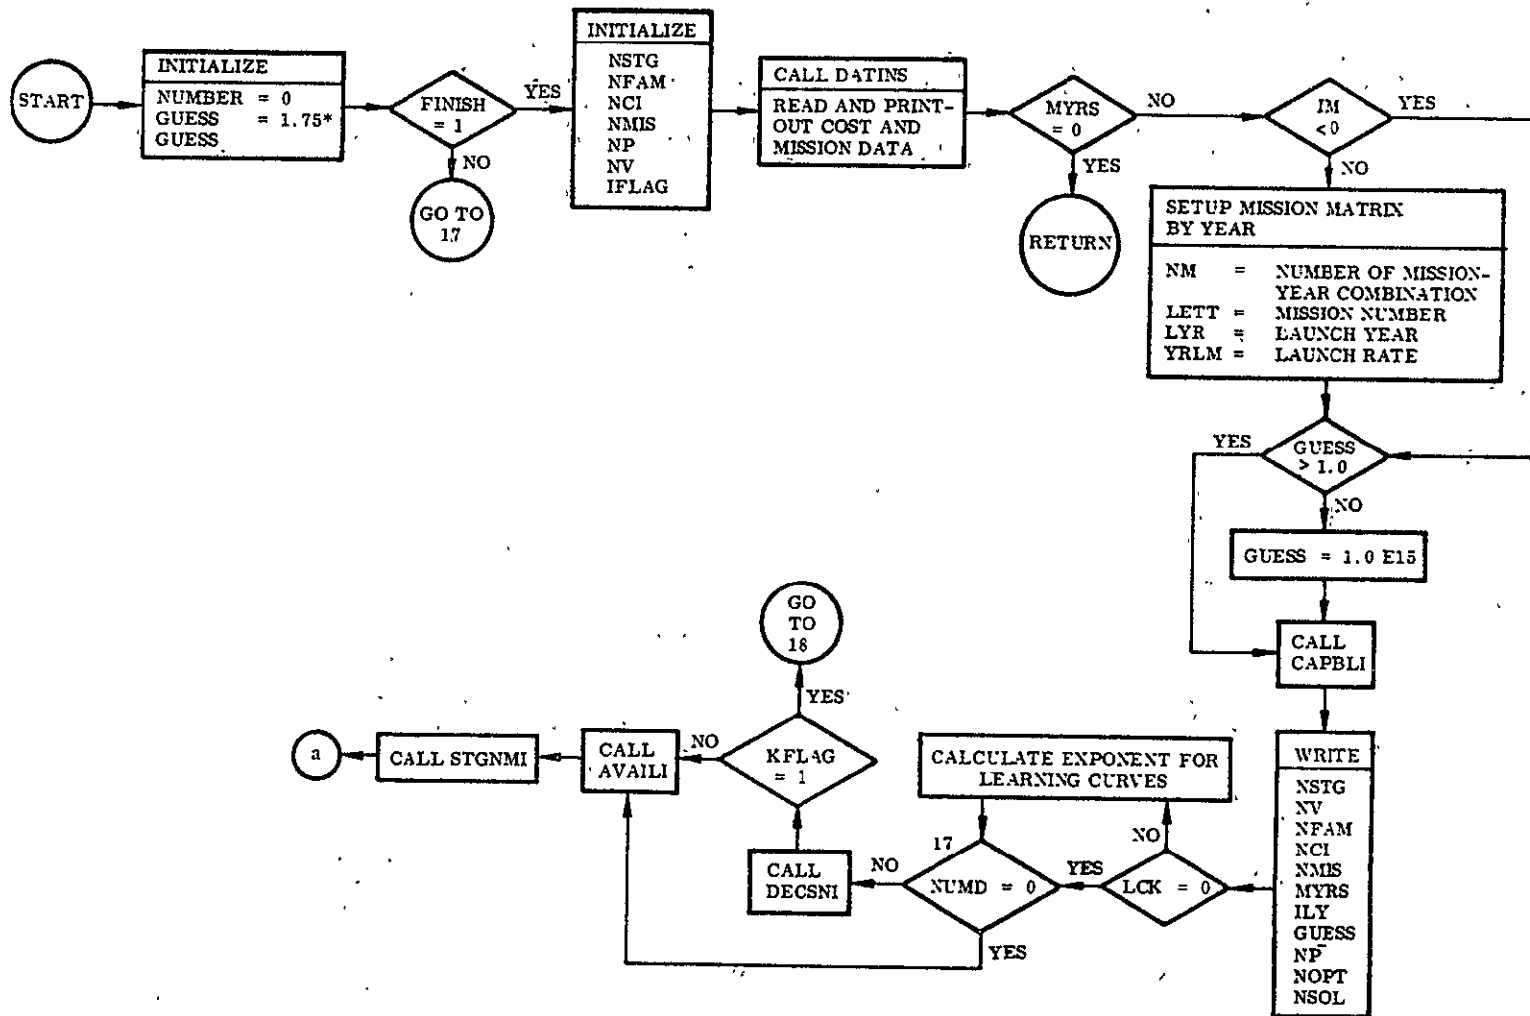 START
INITIALIZE
NUMBER = 0
GUESS = 1.75*
GUESS
FINISH
= 1
YES
NO
GO TO
17
INITIALIZE
NSTG
NFAM
NCI
NMIS
NP
NV
IFLAG
CALL DATINS
READ AND PRINT-
OUT COST AND
MISSION DATA
MYRS
= 0
NO
YES
RETURN
IM
<0
YES
NO
SETUP MISSION MATRIX
BY YEAR
NM = NUMBER OF MISSION-
YEAR COMBINATION
LETT = MISSION NUMBER
LYR = LAUNCH YEAR
YRLM = LAUNCH RATE
YES
GUESS
> 1.0
NO
GUESS = 1.0 E15
CALL
CAPBLI
WRITE
NSTG
NV
NFAM
NCI
NMIS
MYRS
ILY
GUESS
NP
NOPT
NSOL
LCK = 0
NO
YES
CALCULATE EXPONENT FOR
LEARNING CURVES
17
NUMD = 0
NO
YES
CALL
DECSNI
KFLAG
= 1
YES
NO
GO
TO
18
CALL
AVAILI
CALL STGNMI
a